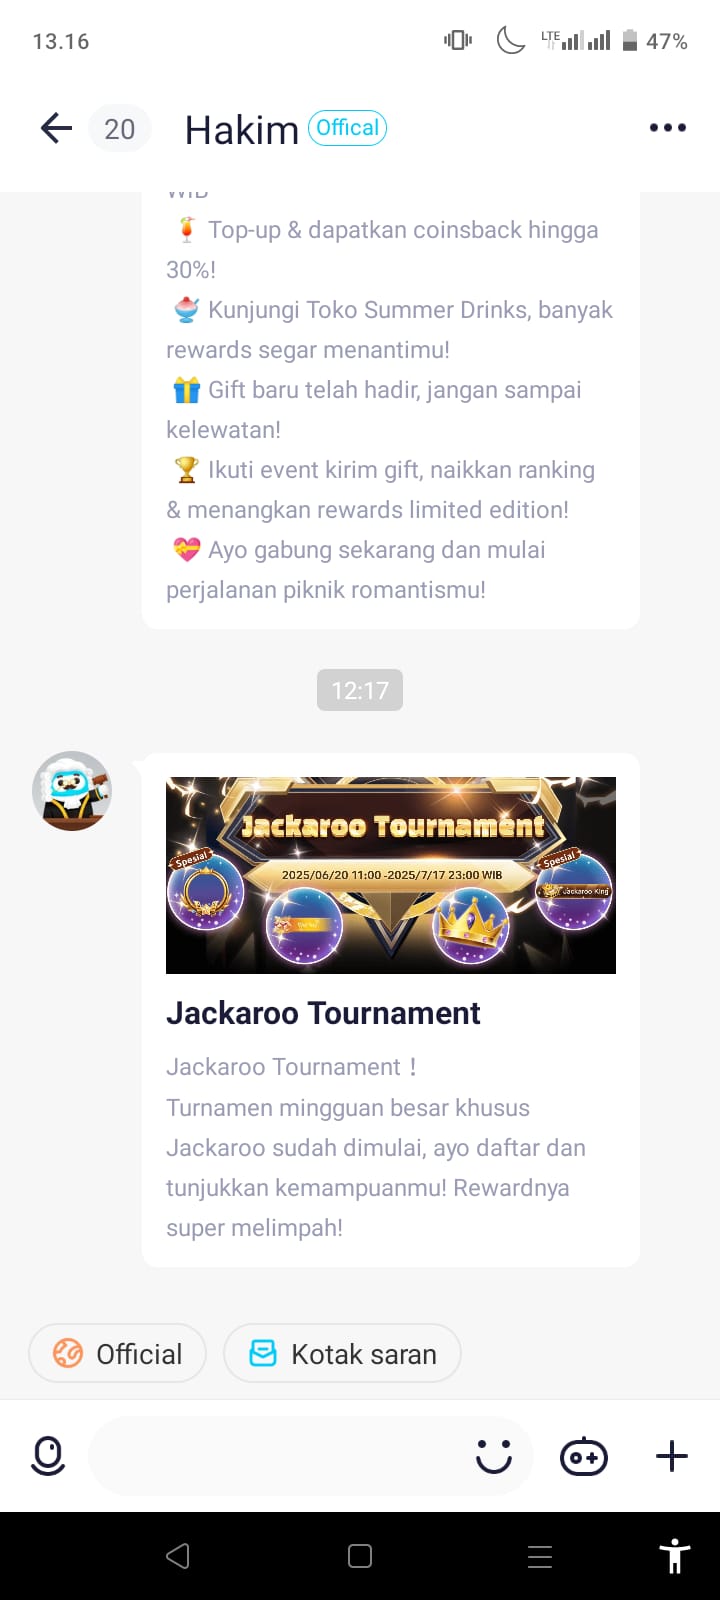 13.16
LTE
47%
20
Hakim
Offical
WIB
Top-up & dapatkan coinsback hingga
30%!
Kunjungi Toko Summer Drinks, banyak
rewards segar menantimu!
Gift baru telah hadir, jangan sampai
kelewatan!
Ikuti event kirim gift, naikkan ranking
& menangkan rewards limited edition!
Ayo gabung sekarang dan mulai
perjalanan piknik romantismu!
12:17
Jackaroo Tournament
Spesial
Spesial
2025/06/20 11:00 -2025/7/17 23:00 WIB
Jackaroo King
Jackaroo Tournament
Jackaroo Tournament！
Turnamen mingguan besar khusus
Jackaroo sudah dimulai, ayo daftar dan
tunjukkan kemampuanmu! Rewardnya
super melimpah!
Official
Kotak saran